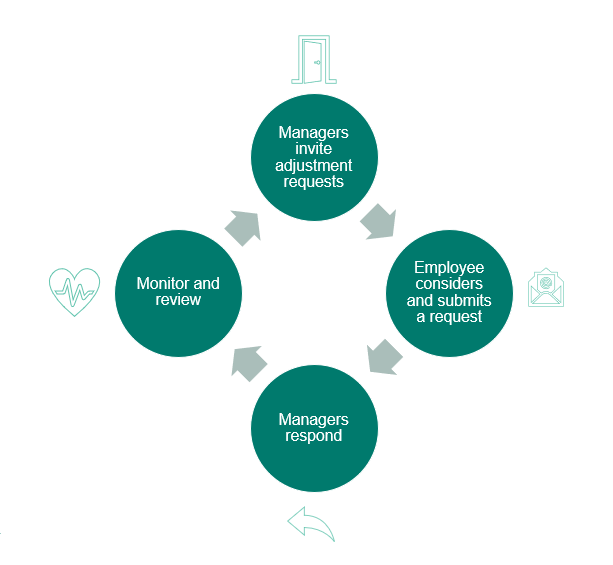 Managers
invite
adjustment
requests
Employee
considers
and submits
a request
Managers
respond
Monitor and
review